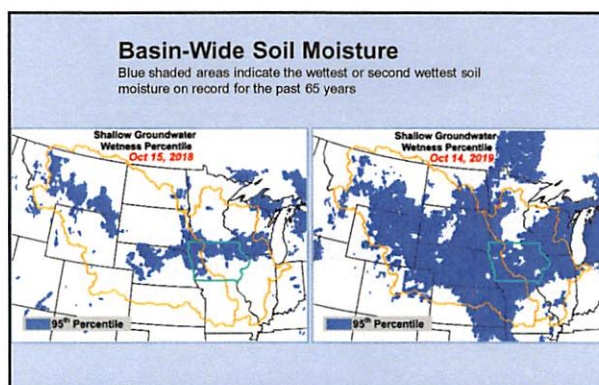 Basin-Wide Soil Moisture
Blue shaded areas indicate the wettest or second wettest soil
moisture on record for the past 65 years
Shallow Groundwater
Wetness Percentile
Oct 15, 2018
95th Percentile
Shallow Groundwater
Wetness Percentile
Oct 14, 2019
95th Percentile